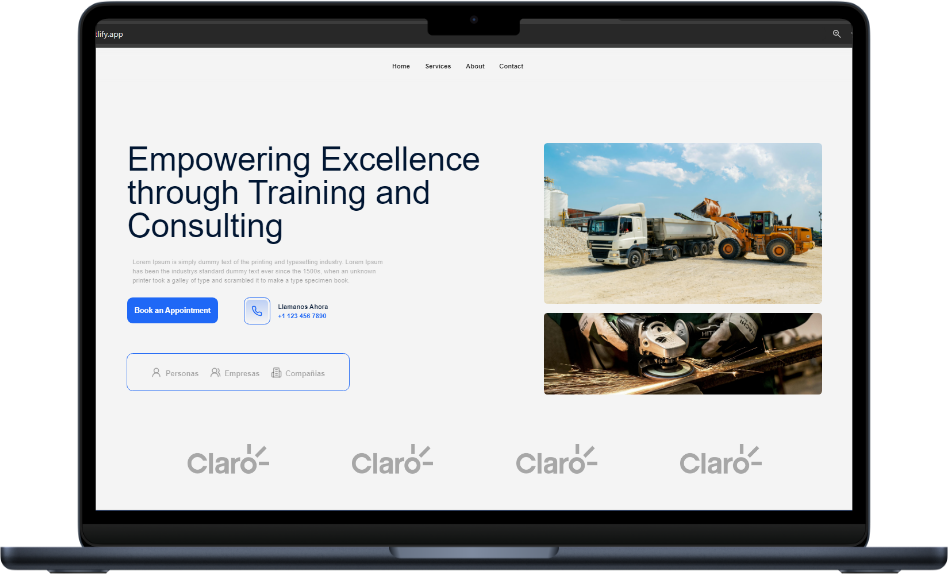 tlify.app
Home Services About Contact
Empowering Excellence
through Training and
Consulting
Lorem Ipsum is simply dummy text of the printing and typesetting industry. Lorem Ipsum
has been the industrys standard dummy text ever since the 1500s, when an unknown
printer took a galley of type and scrambled it to make a type specimen book.
Book an Appointment
Llamanos Ahora
+1 123 456 7890
Personas Empresas Compañias
Claro Claro Claro Claro